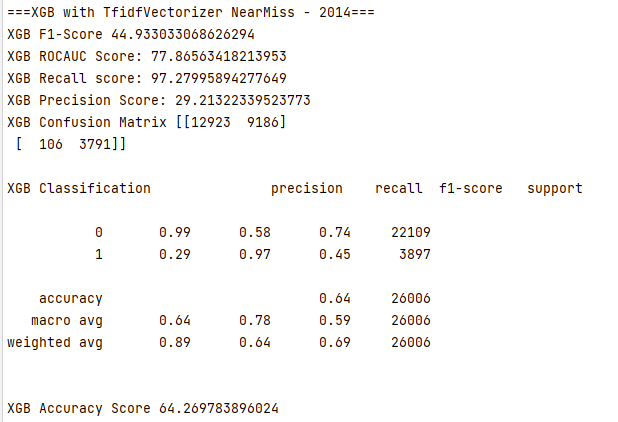 ===XGB with TfidfVectorizer NearMiss - 2014===
XGB F1-Score 44.933033068626294
XGB ROCAUC Score: 77.86563418213953
XGB Recall score: 97.27995894277649
XGB Precision Score: 29.21322339523773
XGB Confusion Matrix [[12923  9186]
 [  106  3791]]
XGB Classification               precision    recall  f1-score   support
           0       0.99      0.58      0.74     22109
           1       0.29      0.97      0.45      3897
    accuracy                           0.64     26006
   macro avg       0.64      0.78      0.59     26006
weighted avg       0.89      0.64      0.69     26006
XGB Accuracy Score 64.269783896024